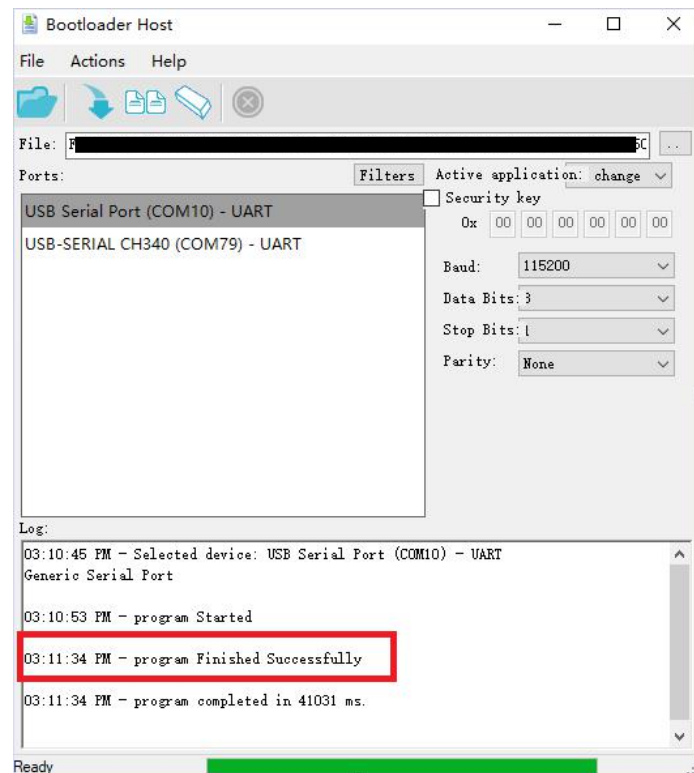 Bootloader Host
File Actions Help
File: F 5C ..
Ports: Filters Active application: change
Security key
0x 00 00 00 00 00 00
USB Serial Port (COM10) - UART
USB-SERIAL CH340 (COM79) - UART
Baud: 115200
Data Bits:
Stop Bits:
Parity: None
Log:
03:10:45 PM - Selected device: USB Serial Port (COM10) - UART
Generic Serial Port
03:10:53 PM - program Started
03:11:34 PM - program Finished Successfully
03:11:34 PM - program completed in 41031 ms.
Ready